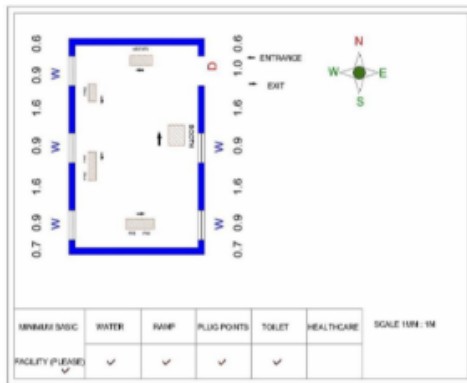 0.6
0.9
1.6
0.9
1.6
0.9
0.7
W
W
W
BOOTH
D
W
W
0.6
1.0
1.6
0.9
1.6
0.9
0.7
ENTRANCE
EXIT
N
W E
S
MINIMUM BASIC WATER RAMP PLUG POINTS TOILET HEALTHCARE SCALE 1MM : 1M
FACILITY (PLEASE) ✓ ✓ ✓ ✓ ✓